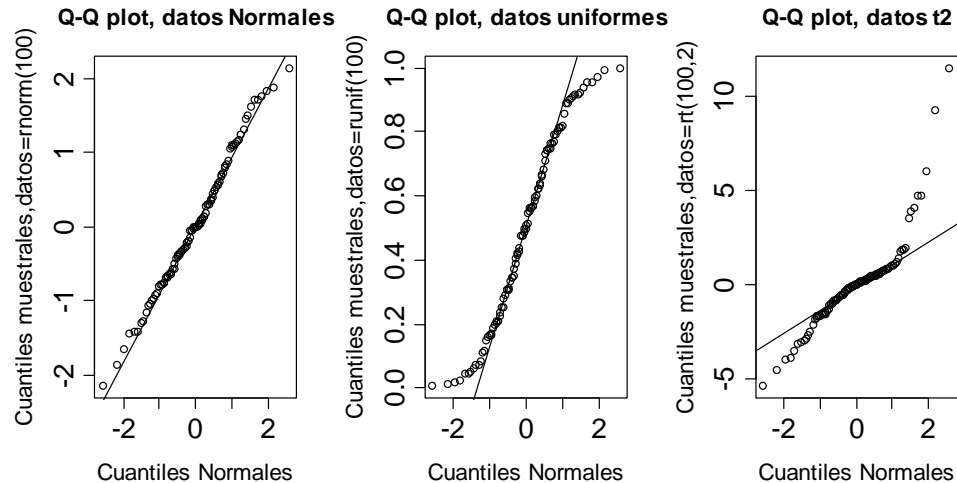 Q-Q plot, datos Normales
Cuantiles muestrales,datos=rnorm(100)
2
1
0
-1
-2
-2
0
2
Cuantiles Normales
Q-Q plot, datos uniformes
Cuantiles muestrales,datos=runif(100)
1.0
0.8
0.6
0.4
0.2
0.0
-2
0
2
Cuantiles Normales
Q-Q plot, datos t2
Cuantiles muestrales,datos=rt(100,2)
10
5
0
-5
-2
0
2
Cuantiles Normales